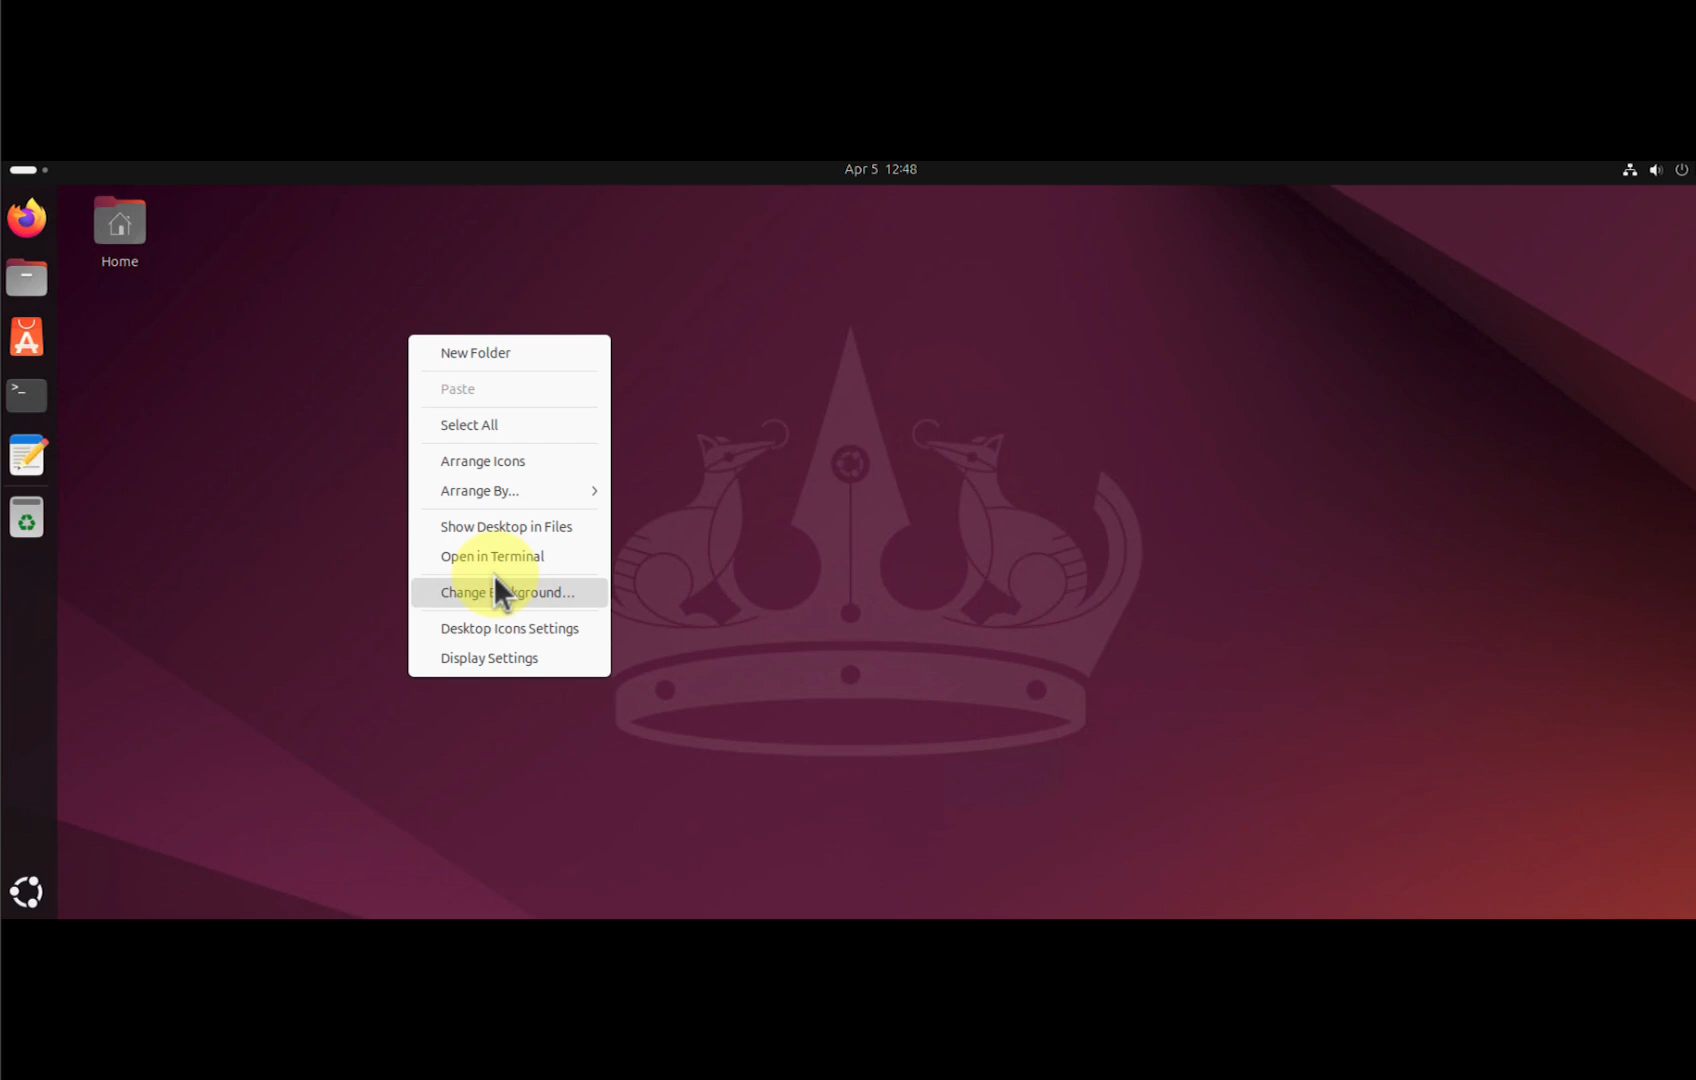 Apr 5 12:48
Home
New Folder
Paste
Select All
Arrange Icons
Arrange By...
Show Desktop in Files
Open in Terminal
Change Background...
Desktop Icons Settings
Display Settings